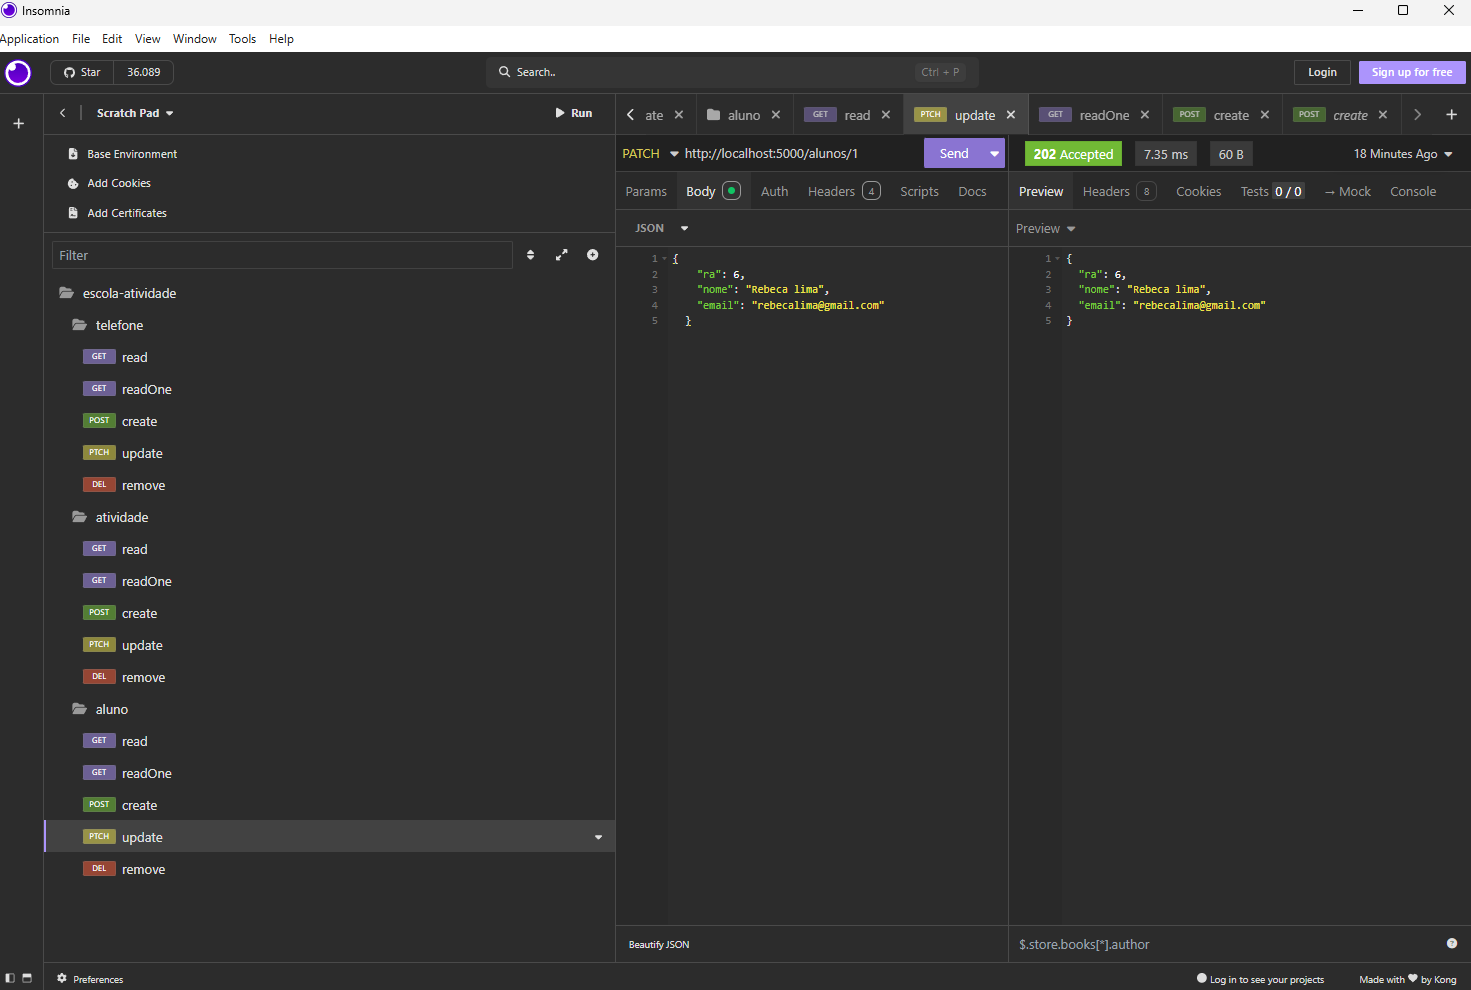 Insomnia
Application File Edit View Window Tools Help
Star 36.089
Search.. Ctrl + P
Login Sign up for free
Scratch Pad
Run
ate
aluno
GET read
PTCH update
GET readOne
POST create
POST create
Base Environment
Add Cookies
Add Certificates
Filter
escola-atividade
telefone
GET read
GET readOne
POST create
PTCH update
DEL remove
atividade
GET read
GET readOne
POST create
PTCH update
DEL remove
aluno
GET read
GET readOne
POST create
PTCH update
DEL remove
PATCH http://localhost:5000/alunos/1 Send
Params Body Auth Headers 4 Scripts Docs
JSON
1 {
2 "ra": 6,
3 "nome": "Rebeca lima",
4 "email": "rebecalima@gmail.com"
5 }
Beautify JSON
202 Accepted 7.35 ms 60 B 18 Minutes Ago
Preview Headers 8 Cookies Tests 0 / 0 → Mock Console
Preview
1 {
2 "ra": 6,
3 "nome": "Rebeca lima",
4 "email": "rebecalima@gmail.com"
5 }
$.store.books[*].author
Preferences
Log in to see your projects
Made with ♥ by Kong